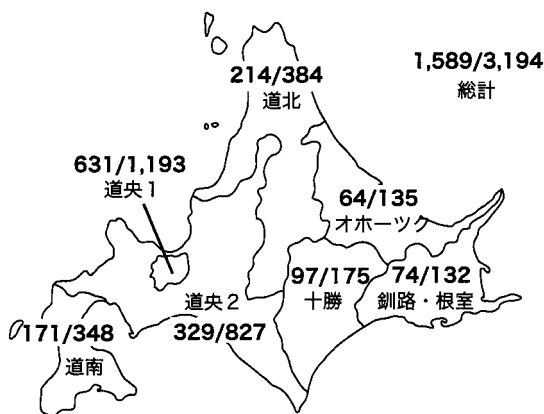 214/384
道北
1,589/3,194
総計
631/1,193
道央1
64/135
オホーツク
97/175
十勝
74/132
釧路・根室
道央2
329/827
171/348
道南